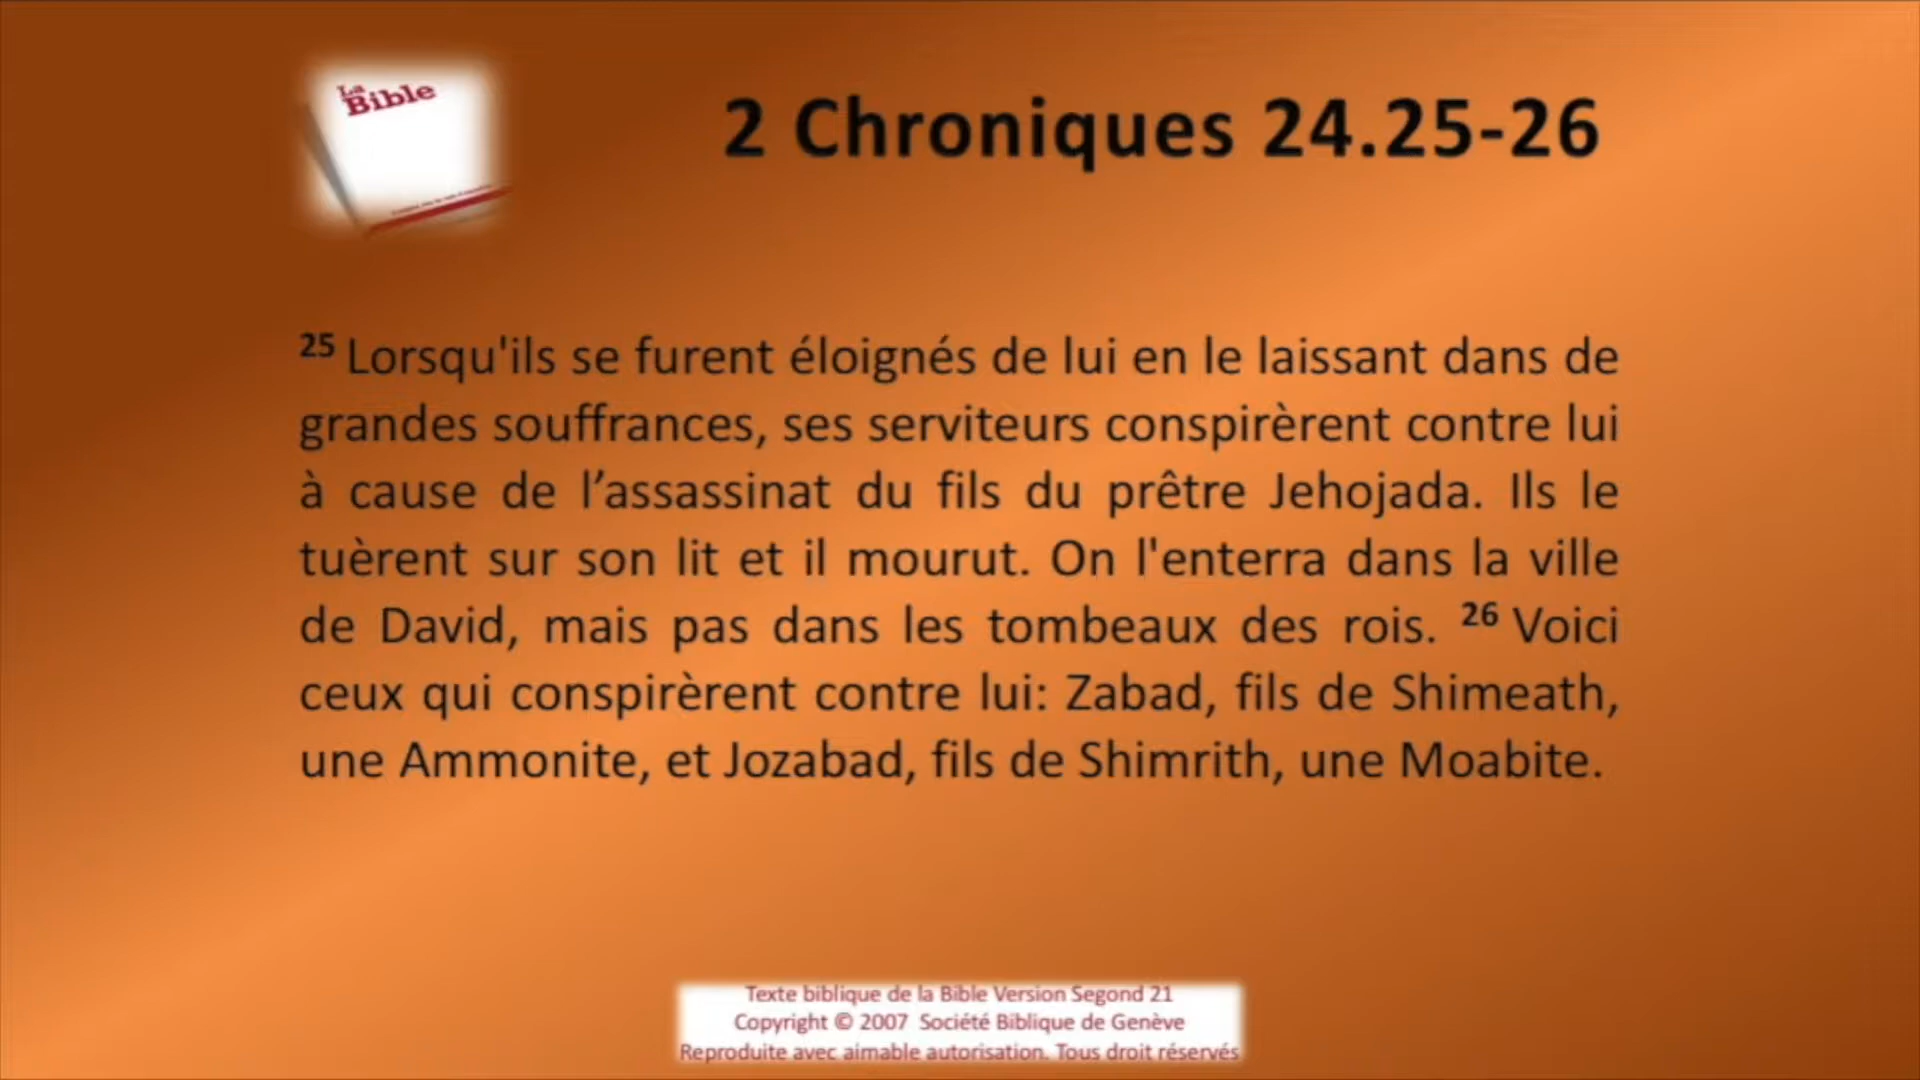 La
Bible
2 Chroniques 24.25-26
25 Lorsqu'ils se furent éloignés de lui en le laissant dans de
grandes souffrances, ses serviteurs conspirèrent contre lui
à cause de l’assassinat du fils du prêtre Jehojada. Ils le
tuèrent sur son lit et il mourut. On l'enterra dans la ville
de David, mais pas dans les tombeaux des rois. 26 Voici
ceux qui conspirèrent contre lui: Zabad, fils de Shimeath,
une Ammonite, et Jozabad, fils de Shimrith, une Moabite.
Texte biblique de la Bible Version Segond 21
Copyright © 2007 Société Biblique de Genève
Reproduite avec aimable autorisation. Tous droit réservés